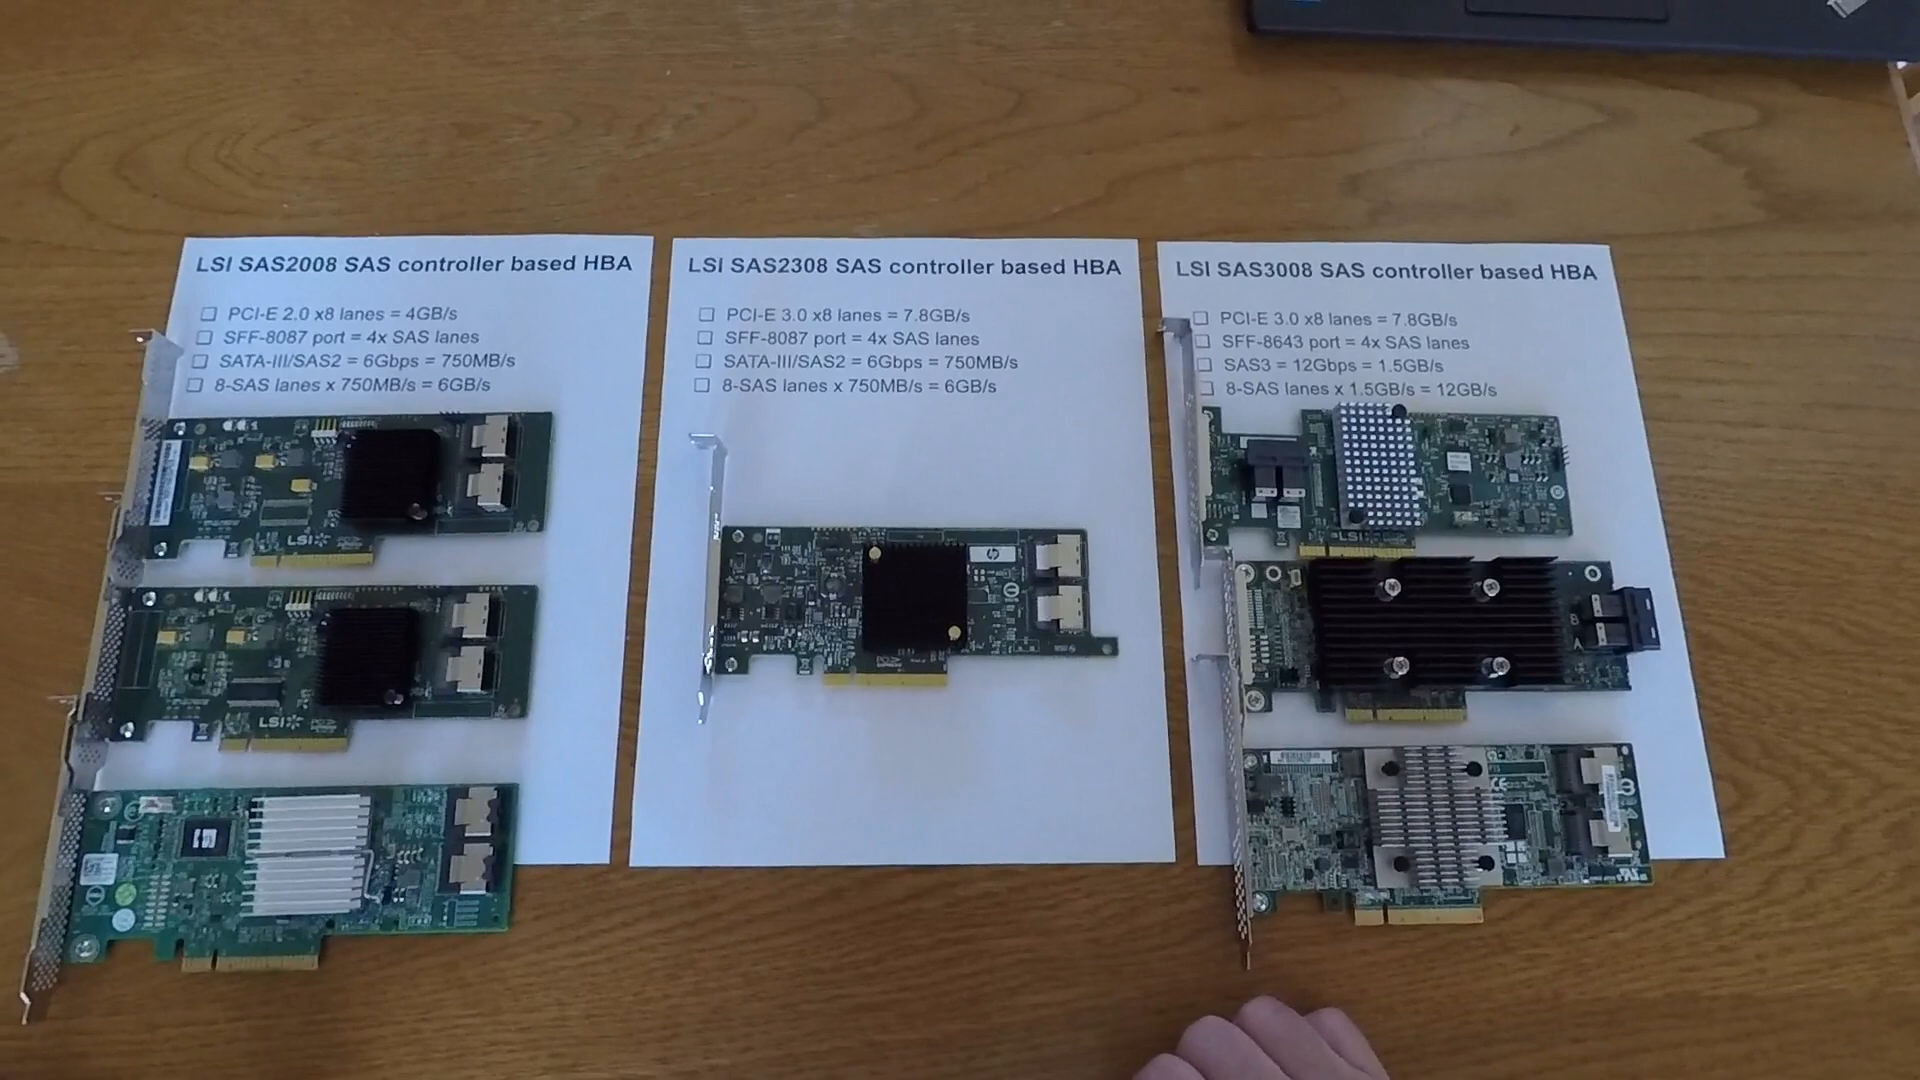 LSI SAS2008 SAS controller based HBA
PCI-E 2.0 x8 lanes = 4GB/s
SFF-8087 port = 4x SAS lanes
SATA-III/SAS2 = 6Gbps = 750MB/s
8-SAS lanes x 750MB/s = 6GB/s
LSI
LSI
LSI SAS2308 SAS controller based HBA
PCI-E 3.0 x8 lanes = 7.8GB/s
SFF-8087 port = 4x SAS lanes
SATA-III/SAS2 = 6Gbps = 750MB/s
8-SAS lanes x 750MB/s = 6GB/s
hp
LSI SAS3008 SAS controller based HBA
PCI-E 3.0 x8 lanes = 7.8GB/s
SFF-8643 port = 4x SAS lanes
SAS3 = 12Gbps = 1.5GB/s
8-SAS lanes x 1.5GB/s = 12GB/s
LSI
B
A